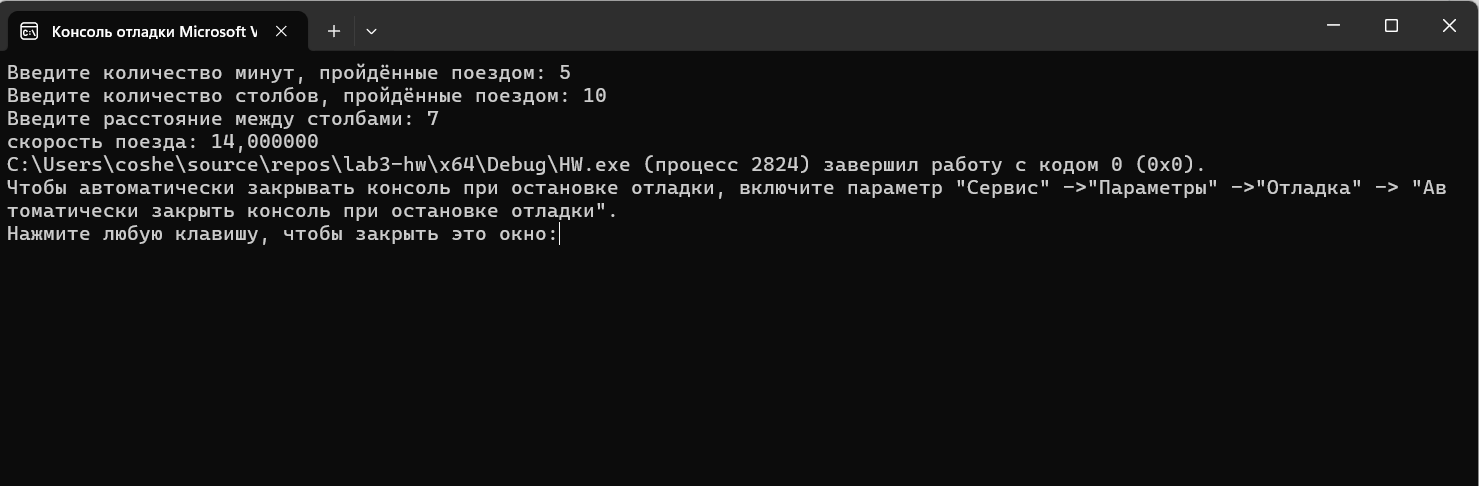 Консоль отладки Microsoft V
Введите количество минут, пройдённые поездом: 5
Введите количество столбов, пройдённые поездом: 10
Введите расстояние между столбами: 7
скорость поезда: 14,000000
C:\Users\coshe\source\repos\lab3-hw\x64\Debug\HW.exe (процесс 2824) завершил работу с кодом 0 (0x0).
Чтобы автоматически закрывать консоль при остановке отладки, включите параметр "Сервис" ->"Параметры" ->"Отладка" -> "Ав
томатически закрыть консоль при остановке отладки".
Нажмите любую клавишу, чтобы закрыть это окно: